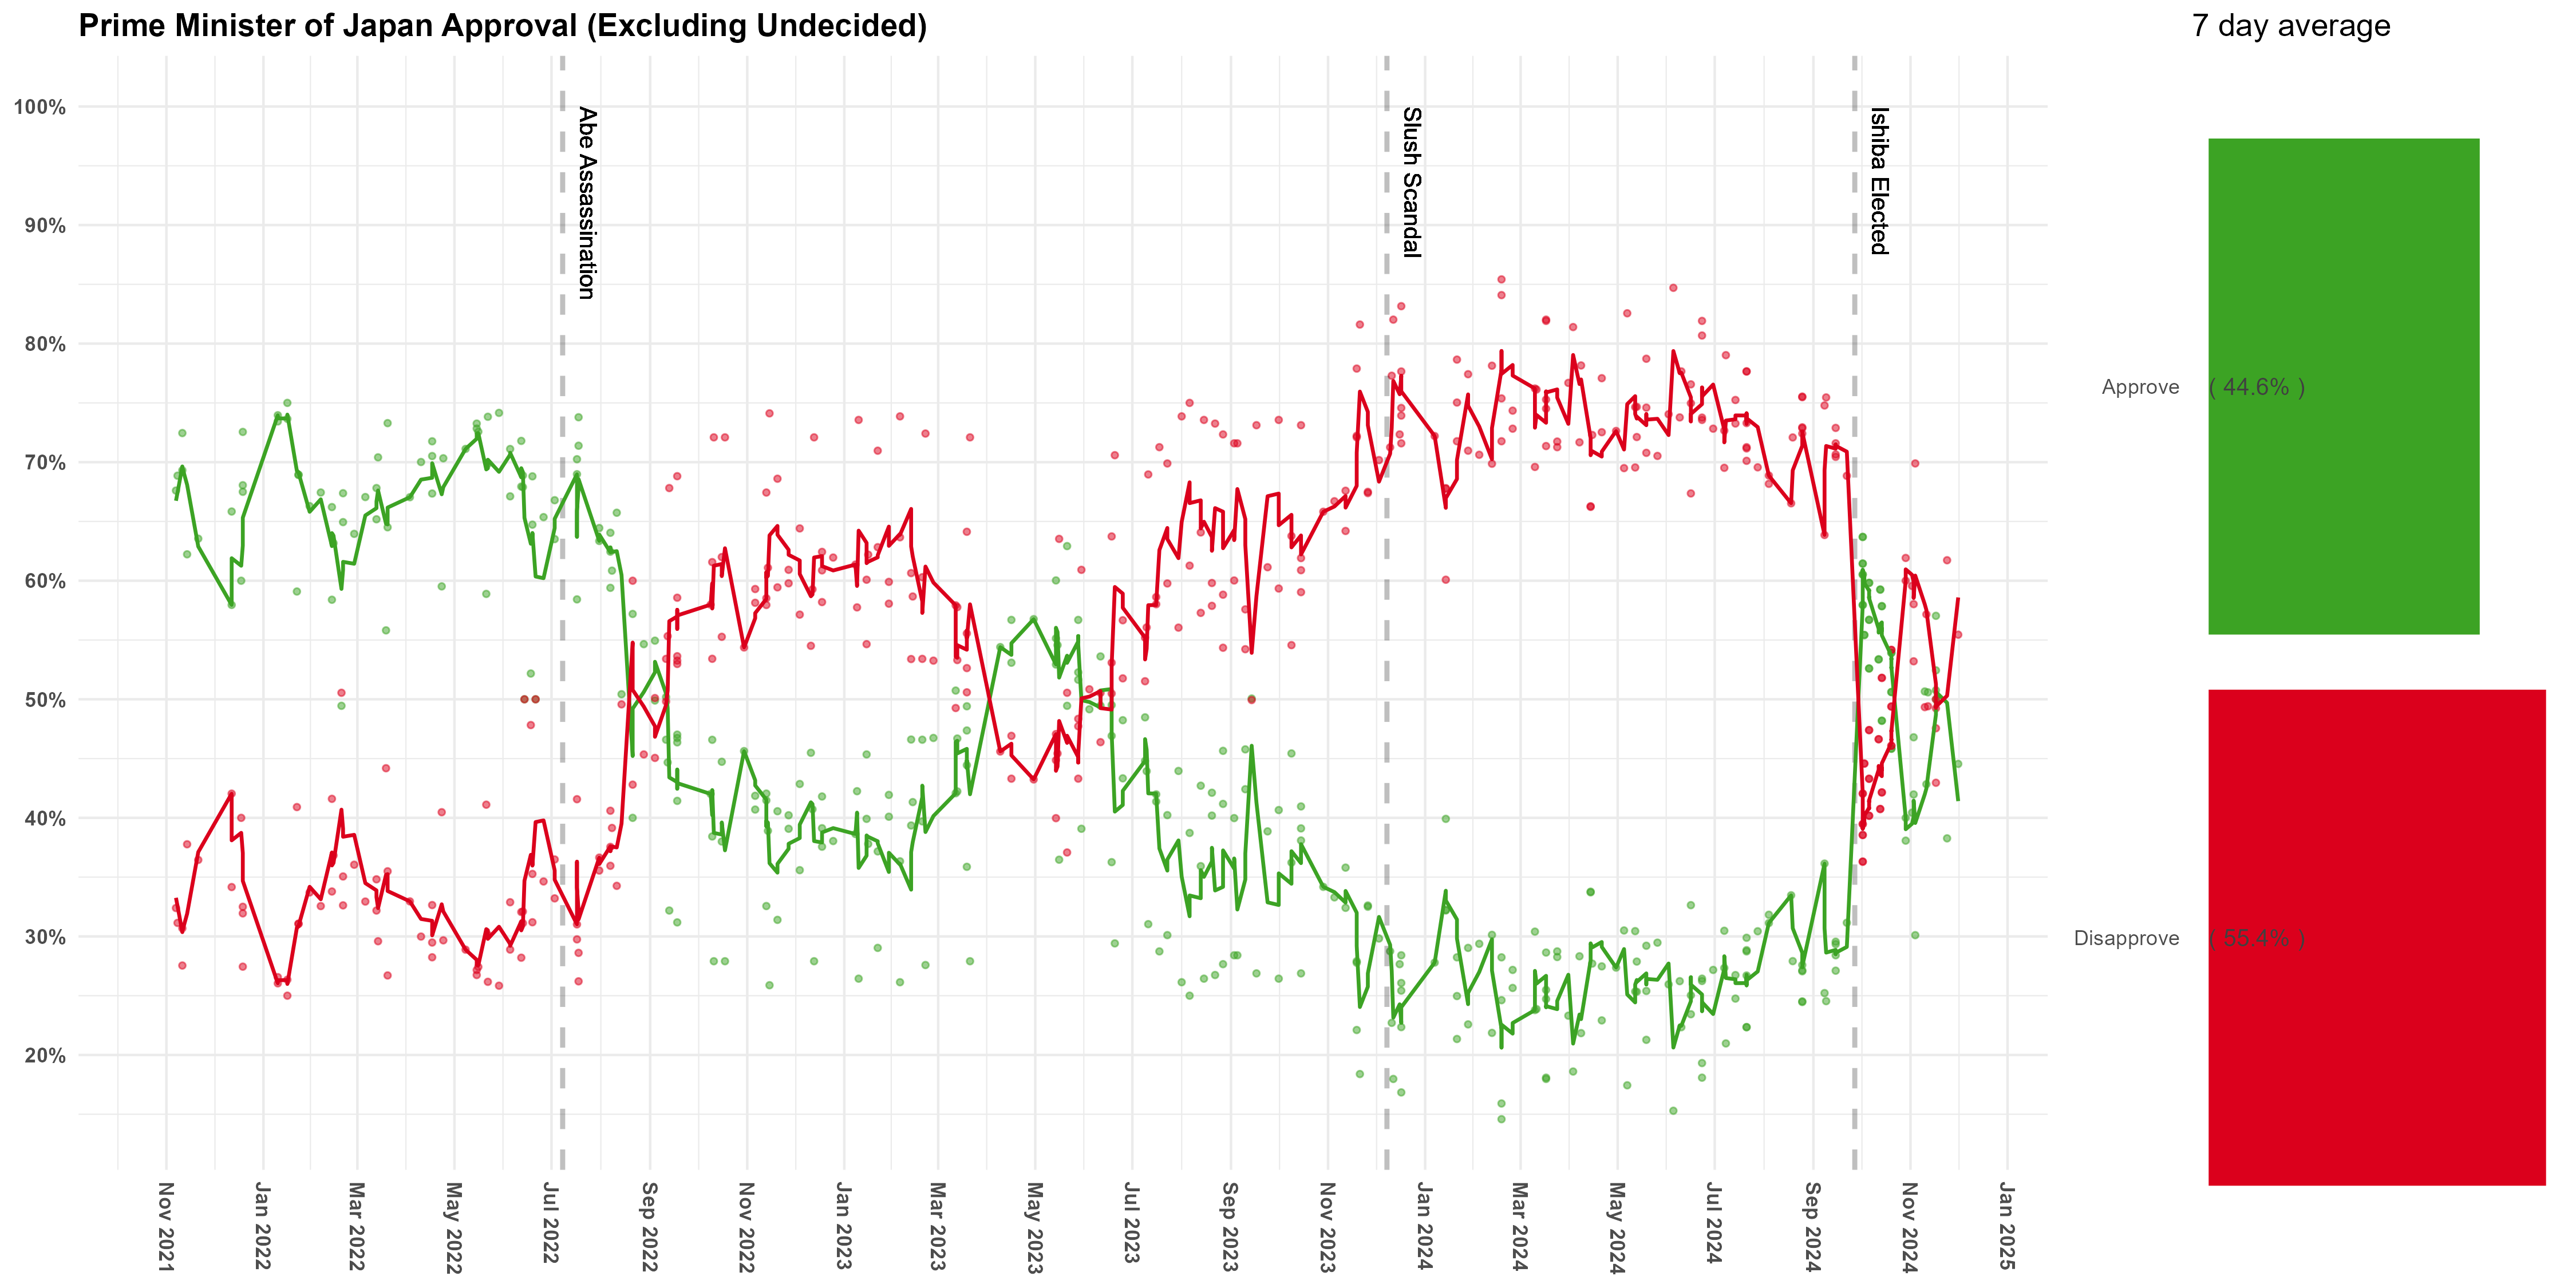 Prime Minister of Japan Approval (Excluding Undecided)
7 day average
100%
90%
80%
70%
60%
50%
40%
30%
20%
Abe Assassination
Slush Scandal
Ishiba Elected
Approve
( 44.6% )
Disapprove
( 55.4% )
Nov 2021
Jan 2022
Mar 2022
May 2022
Jul 2022
Sep 2022
Nov 2022
Jan 2023
Mar 2023
May 2023
Jul 2023
Sep 2023
Nov 2023
Jan 2024
Mar 2024
May 2024
Jul 2024
Sep 2024
Nov 2024
Jan 2025